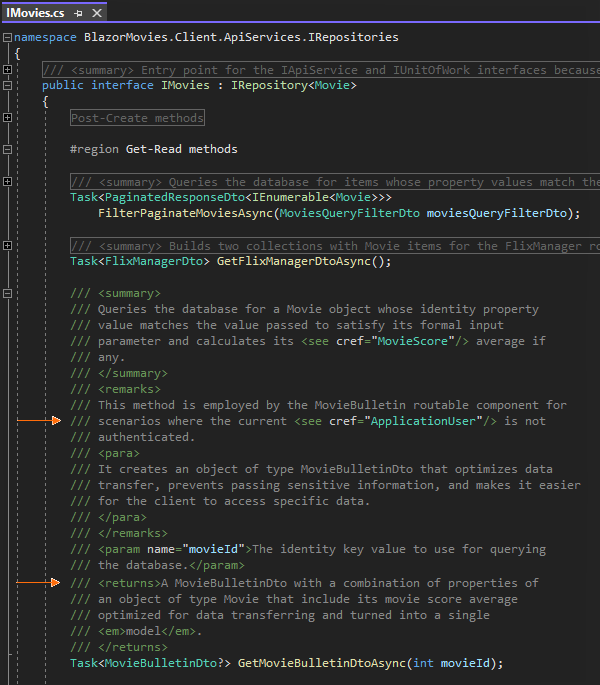 IMovies.cs
namespace BlazorMovies.Client.ApiServices.IRepositories
{
/// <summary> Entry point for the IApiService and IUnitOfWork interfaces because
public interface IMovies : IRepository<Movie>
{
Post-Create methods
#region Get-Read methods
/// <summary> Queries the database for items whose property values match the
Task<PaginatedResponseDto<IEnumerable<Movie>>>
FilterPaginateMoviesAsync(MoviesQueryFilterDto moviesQueryFilterDto);
/// <summary> Builds two collections with Movie items for the FlixManager ro
Task<FlixManagerDto> GetFlixManagerDtoAsync();
/// <summary>
/// Queries the database for a Movie object whose identity property
/// value matches the value passed to satisfy its formal input
/// parameter and calculates its <see cref="MovieScore"/> average if
/// any.
/// </summary>
/// <remarks>
/// This method is employed by the MovieBulletin routable component for
/// scenarios where the current <see cref="ApplicationUser"/> is not
/// authenticated.
/// <para>
/// It creates an object of type MovieBulletinDto that optimizes data
/// transfer, prevents passing sensitive information, and makes it easier
/// for the client to access specific data.
/// </para>
/// </remarks>
/// <param name="movieId">The identity key value to use for querying
/// the database.</param>
/// <returns>A MovieBulletinDto with a combination of properties of
/// an object of type Movie that include its movie score average
/// optimized for data transferring and turned into a single
/// <em>model</em>.
/// </returns>
Task<MovieBulletinDto?> GetMovieBulletinDtoAsync(int movieId);